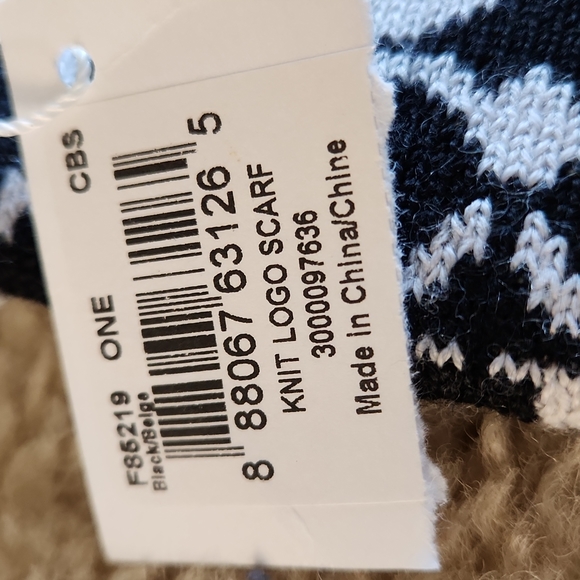 F85219 ONE CBS
Black/Beige
8 88067 63126 5
KNIT LOGO SCARF
3000097636
Made in China/Chine